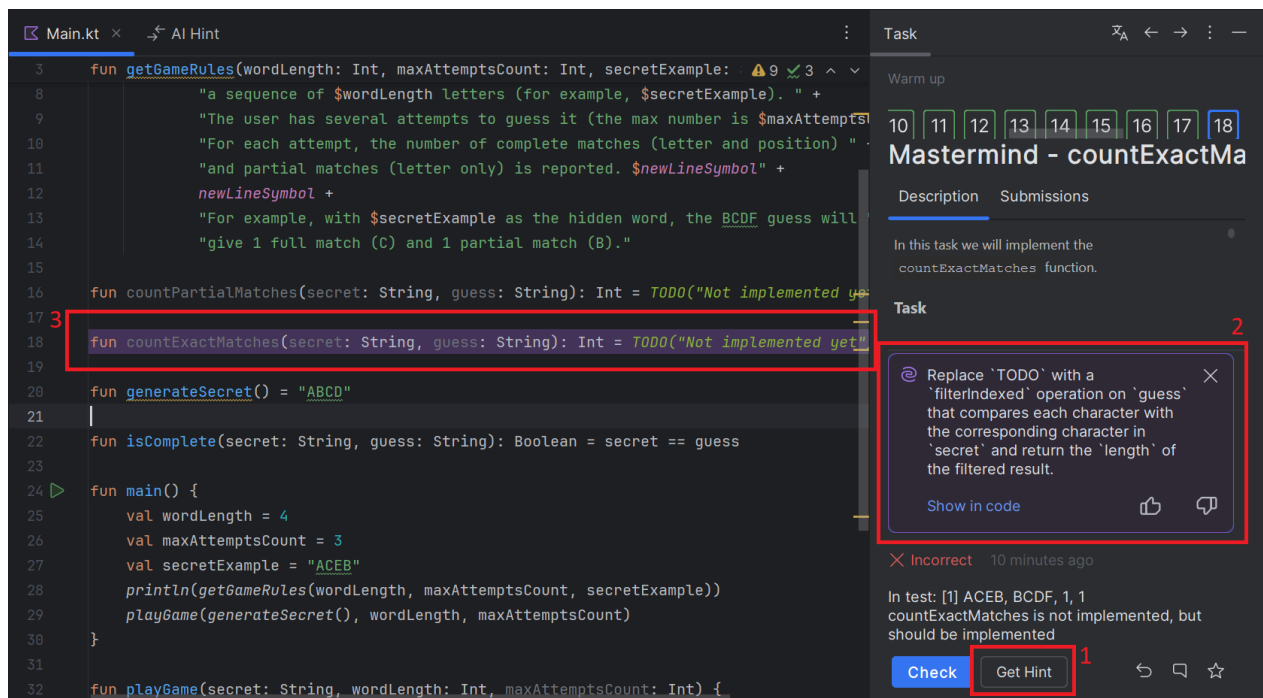 Main.kt
AI Hint
3 fun getGameRules(wordLength: Int, maxAttemptsCount: Int, secretExample: 9 3
8 "a sequence of $wordLength letters (for example, $secretExample). " +
9 "The user has several attempts to guess it (the max number is $maxAttempts
10 "For each attempt, the number of complete matches (letter and position) " +
11 "and partial matches (letter only) is reported. $newLineSymbol" +
12 newLineSymbol +
13 "For example, with $secretExample as the hidden word, the BCDF guess will "
14 "give 1 full match (C) and 1 partial match (B)."
15
16 fun countPartialMatches(secret: String, guess: String): Int = TODO("Not implemented ye
17 3
18 fun countExactMatches(secret: String, guess: String): Int = TODO("Not implemented yet"
19
20 fun generateSecret() = "ABCD"
21
22 fun isComplete(secret: String, guess: String): Boolean = secret == guess
23
24 fun main() {
25 val wordLength = 4
26 val maxAttemptsCount = 3
27 val secretExample = "ACEB"
28 println(getGameRules(wordLength, maxAttemptsCount, secretExample))
29 playGame(generateSecret(), wordLength, maxAttemptsCount)
30 }
31
32 fun playGame(secret: String, wordLength: Int, maxAttemptsCount: Int) {
Task
Warm up
10 11 12 13 14 15 16 17 18
Mastermind - countExactMa
Description Submissions
In this task we will implement the
countExactMatches function.
Task
2
Replace `TODO` with a
`filterIndexed` operation on `guess`
that compares each character with
the corresponding character in
`secret` and return the `length` of
the filtered result.
Show in code
Incorrect 10 minutes ago
In test: [1] ACEB, BCDF, 1, 1
countExactMatches is not implemented, but
should be implemented
Check Get Hint 1